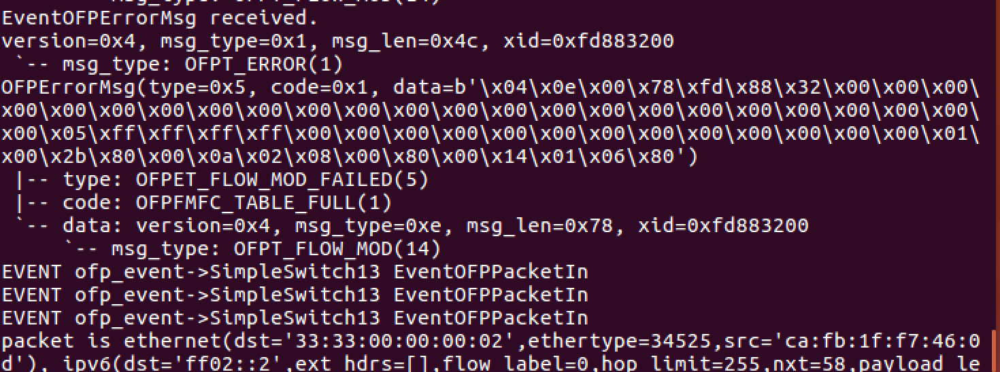 msg_type: OFPT_FLOW_MOD(14)
EventOFPErrorMsg received.
version=0x4, msg_type=0x1, msg_len=0x4c, xid=0xfd883200
 `-- msg_type: OFPT_ERROR(1)
OFPErrorMsg(type=0x5, code=0x1, data=b'\x04\x0e\x00\x78\xfd\x88\x32\x00\x00\x00\
x00\x00\x00\x00\x00\x00\x00\x00\x00\x00\x00\x00\x00\x00\x00\x00\x00\x00\x00\x00\
x00\x05\xff\xff\xff\xff\x00\x00\x00\x00\x00\x00\x00\x00\x00\x00\x00\x00\x00\x01\
x00\x2b\x80\x00\x0a\x02\x08\x00\x80\x00\x14\x01\x06\x80')
 |-- type: OFPET_FLOW_MOD_FAILED(5)
 |-- code: OFPFMFC_TABLE_FULL(1)
 `-- data: version=0x4, msg_type=0xe, msg_len=0x78, xid=0xfd883200
     `-- msg_type: OFPT_FLOW_MOD(14)
EVENT ofp_event->SimpleSwitch13 EventOFPPacketIn
EVENT ofp_event->SimpleSwitch13 EventOFPPacketIn
EVENT ofp_event->SimpleSwitch13 EventOFPPacketIn
packet is ethernet(dst='33:33:00:00:00:02',ethertype=34525,src='ca:fb:1f:f7:46:0
d'), ipv6(dst='ff02::2',ext_hdrs=[],flow_label=0,hop_limit=255,nxt=58,payload_le